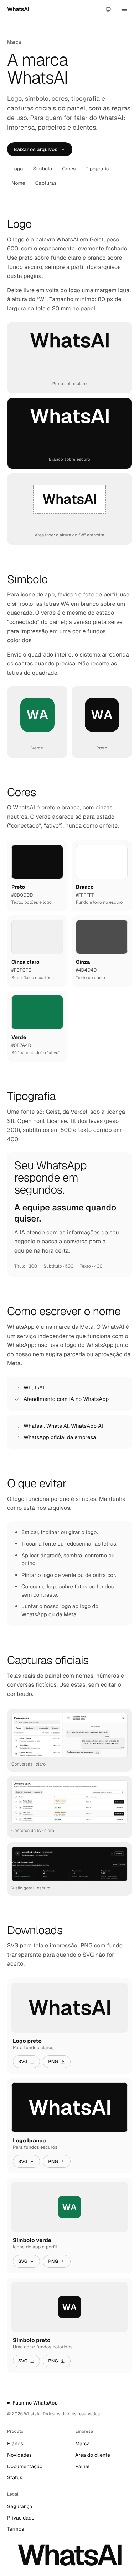 WhatsAI
Marca
A marca
WhatsAI
Logo, símbolo, cores, tipografia e
capturas oficiais do painel, com as regras
de uso. Para quem for falar do WhatsAI:
imprensa, parceiros e clientes.
Baixar os arquivos
Logo Símbolo Cores Tipografia
Nome Capturas
Logo
O logo é a palavra WhatsAI em Geist, peso
600, com o espaçamento levemente fechado.
Use preto sobre fundo claro e branco sobre
fundo escuro, sempre a partir dos arquivos
desta página.
Deixe livre em volta do logo uma margem igual
à altura do "W". Tamanho mínimo: 80 px de
largura na tela e 20 mm no papel.
WhatsAI
Preto sobre claro
WhatsAI
Branco sobre escuro
WhatsAI
Área livre: a altura do "W" em volta
Símbolo
Para ícone de app, favicon e foto de perfil, use
o símbolo: as letras WA em branco sobre um
quadrado. O verde é o mesmo do estado
"conectado" do painel; a versão preta serve
para impressão em uma cor e fundos
coloridos.
Envie o quadrado inteiro: o sistema arredonda
os cantos quando precisa. Não recorte as
letras do quadrado.
WA
Verde
WA
Preto
Cores
O WhatsAI é preto e branco, com cinzas
neutros. O verde aparece só para estado
("conectado", "ativo"), nunca como enfeite.
Preto
#0D0D0D
Texto, botões e logo
Branco
#FFFFFF
Fundo e logo no escuro
Cinza claro
#F0F0F0
Superfícies e cartões
Cinza
#4D4D4D
Texto de apoio
Verde
#0E7A4D
Só "conectado" e "ativo"
Tipografia
Uma fonte só: Geist, da Vercel, sob a licença
SIL Open Font License. Títulos leves (peso
300), subtítulos em 500 e texto corrido em
400.
Seu WhatsApp
responde em
segundos.
A equipe assume quando
quiser.
A IA atende com as informações do seu
negócio e passa a conversa para a
equipe na hora certa.
Título · 300 Subtítulo · 500 Texto · 400
Como escrever o nome
WhatsApp é uma marca da Meta. O WhatsAI é
um serviço independente que funciona com o
WhatsApp: não use o logo do WhatsApp junto
do nosso nem sugira parceria ou aprovação da
Meta.
WhatsAI
Atendimento com IA no WhatsApp
Whatsai, Whats AI, WhatsApp AI
WhatsApp oficial da empresa
O que evitar
O logo funciona porque é simples. Mantenha
como está nos arquivos.
Esticar, inclinar ou girar o logo.
Trocar a fonte ou redesenhar as letras.
Aplicar degradê, sombra, contorno ou
brilho.
Pintar o logo de verde ou de outra cor.
Colocar o logo sobre fotos ou fundos
sem contraste.
Juntar o nosso logo ao logo do
WhatsApp ou da Meta.
Capturas oficiais
Telas reais do painel com nomes, números e
conversas fictícias. Use estas, sem editar o
conteúdo.
Conversas
Conversas · claro
Contatos da IA
Contatos da IA · claro
Visão geral · escuro
Downloads
SVG para tela e impressão; PNG com fundo
transparente para quando o SVG não for
aceito.
WhatsAI
Logo preto
Para fundos claros
SVG PNG
WhatsAI
Logo branco
Para fundos escuros
SVG PNG
WA
Símbolo verde
Ícone de app e perfil
SVG PNG
WA
Símbolo preto
Uma cor e fundos coloridos
SVG PNG
Falar no WhatsApp
© 2026 WhatsAI. Todos os direitos reservados.
Produto
Planos
Novidades
Documentação
Status
Empresa
Marca
Área do cliente
Painel
Legal
Segurança
Privacidade
Termos
WhatsAI